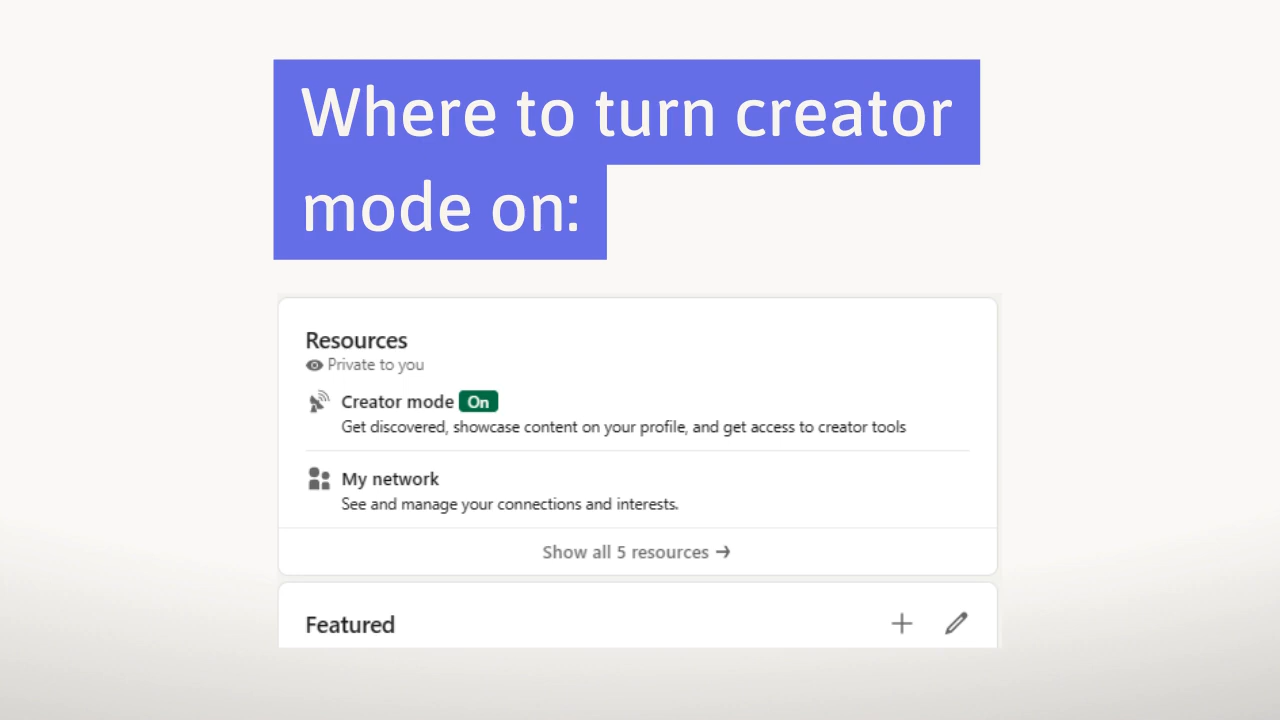 Where to turn creator
mode on:
Resources
Private to you
Creator mode On
Get discovered, showcase content on your profile, and get access to creator tools
My network
See and manage your connections and interests.
Show all 5 resources →
Featured